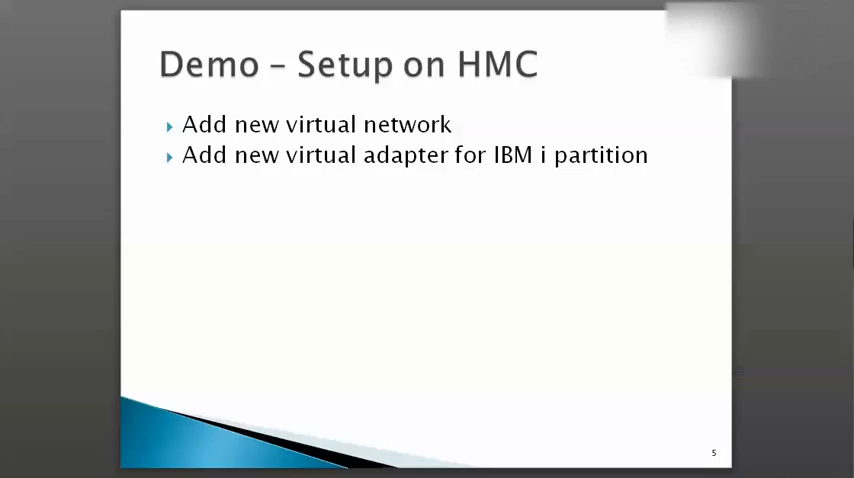 Demo – Setup on HMC
Add new virtual network
Add new virtual adapter for IBM i partition
5